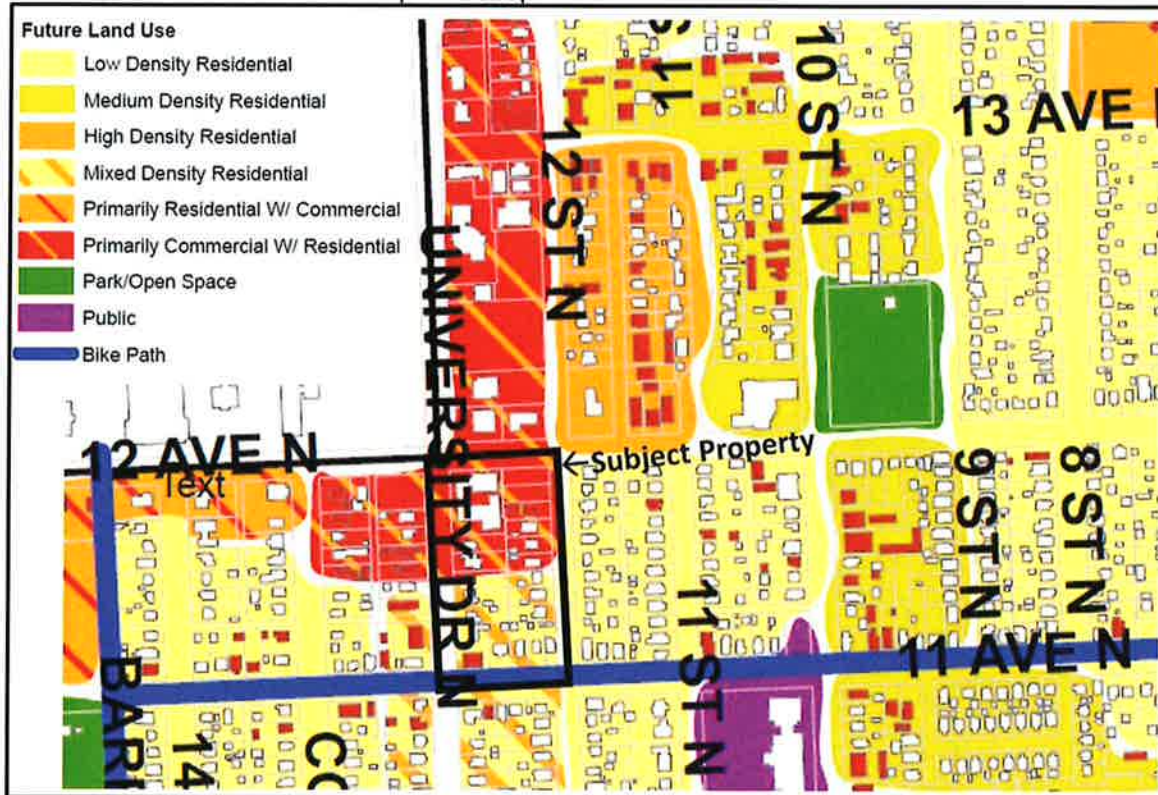 Future Land Use
Low Density Residential
Medium Density Residential
High Density Residential
Mixed Density Residential
Primarily Residential W/ Commercial
Primarily Commercial W/ Residential
Park/Open Space
Public
Bike Path
13 AVE
10 ST N
12 ST N
UNIVERSITY DR N
12 AVE N
Text
←Subject Property
9 ST N
8 ST N
11 ST N
11 AVE N
14